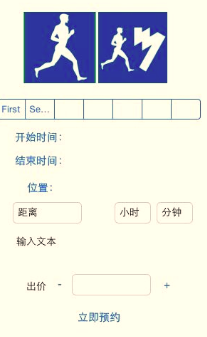 First Se...
开始时间：
结束时间：
位置：
距离 小时 分钟
输入文本
出价 - +
立即预约